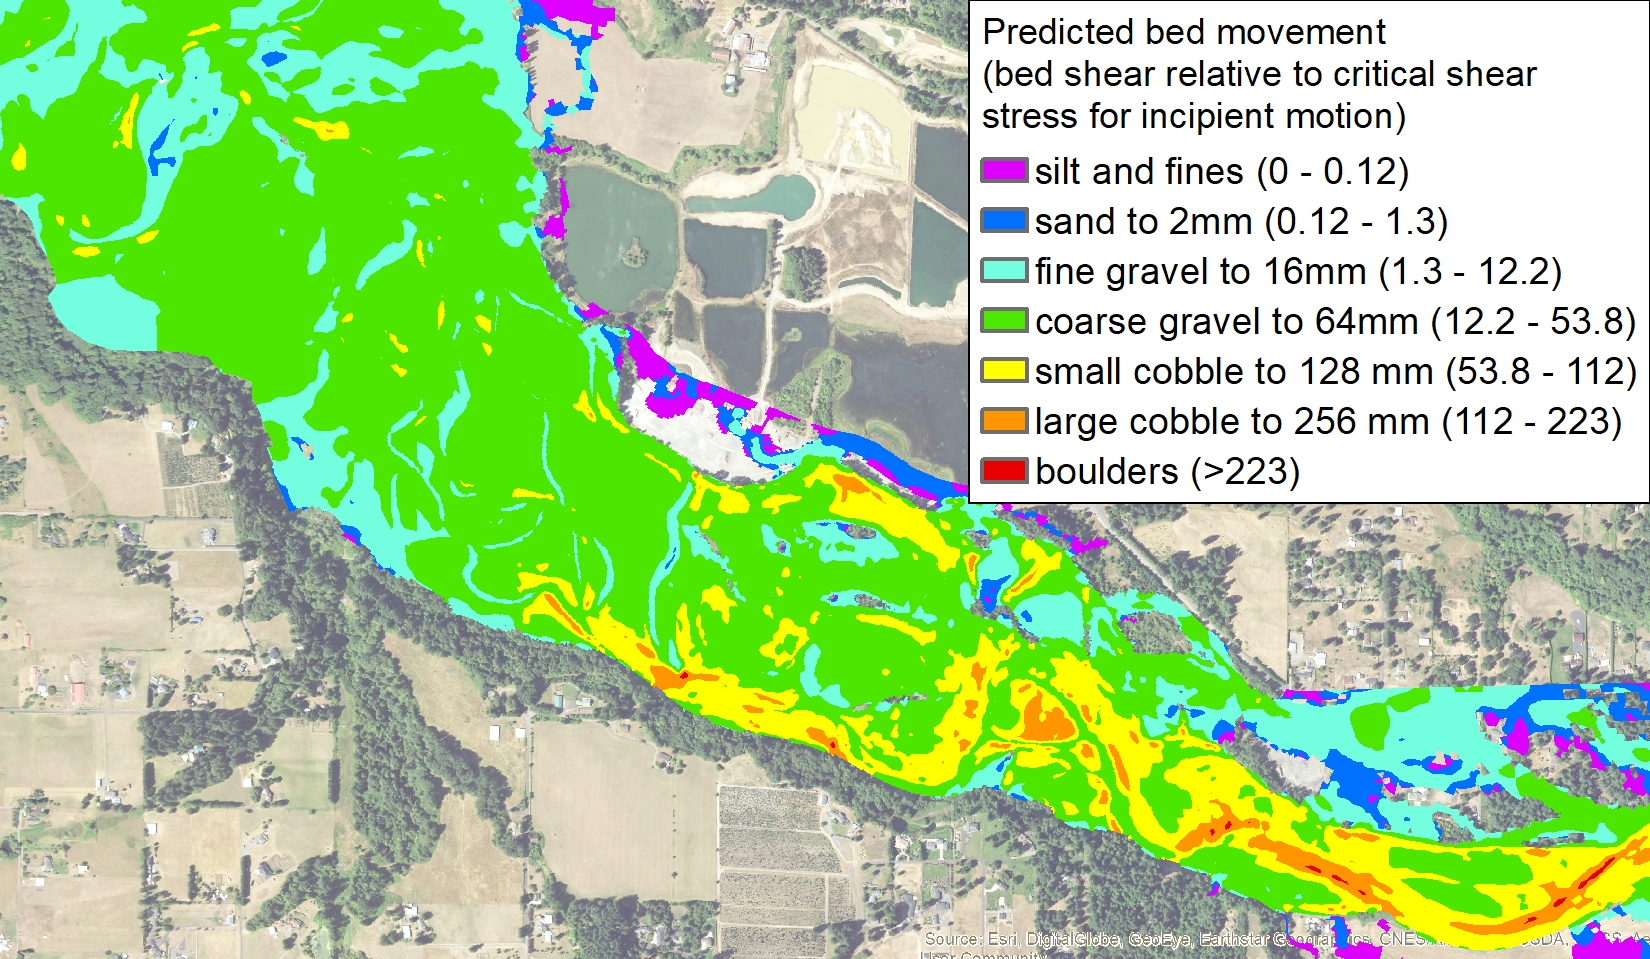 Predicted bed movement
(bed shear relative to critical shear
stress for incipient motion)
silt and fines (0 - 0.12)
sand to 2mm (0.12 - 1.3)
fine gravel to 16mm (1.3 - 12.2)
coarse gravel to 64mm (12.2 - 53.8)
small cobble to 128 mm (53.8 - 112)
large cobble to 256 mm (112 - 223)
boulders (>223)
Source: Esri, DigitalGlobe, GeoEye, Earthstar Geographics,
User Community